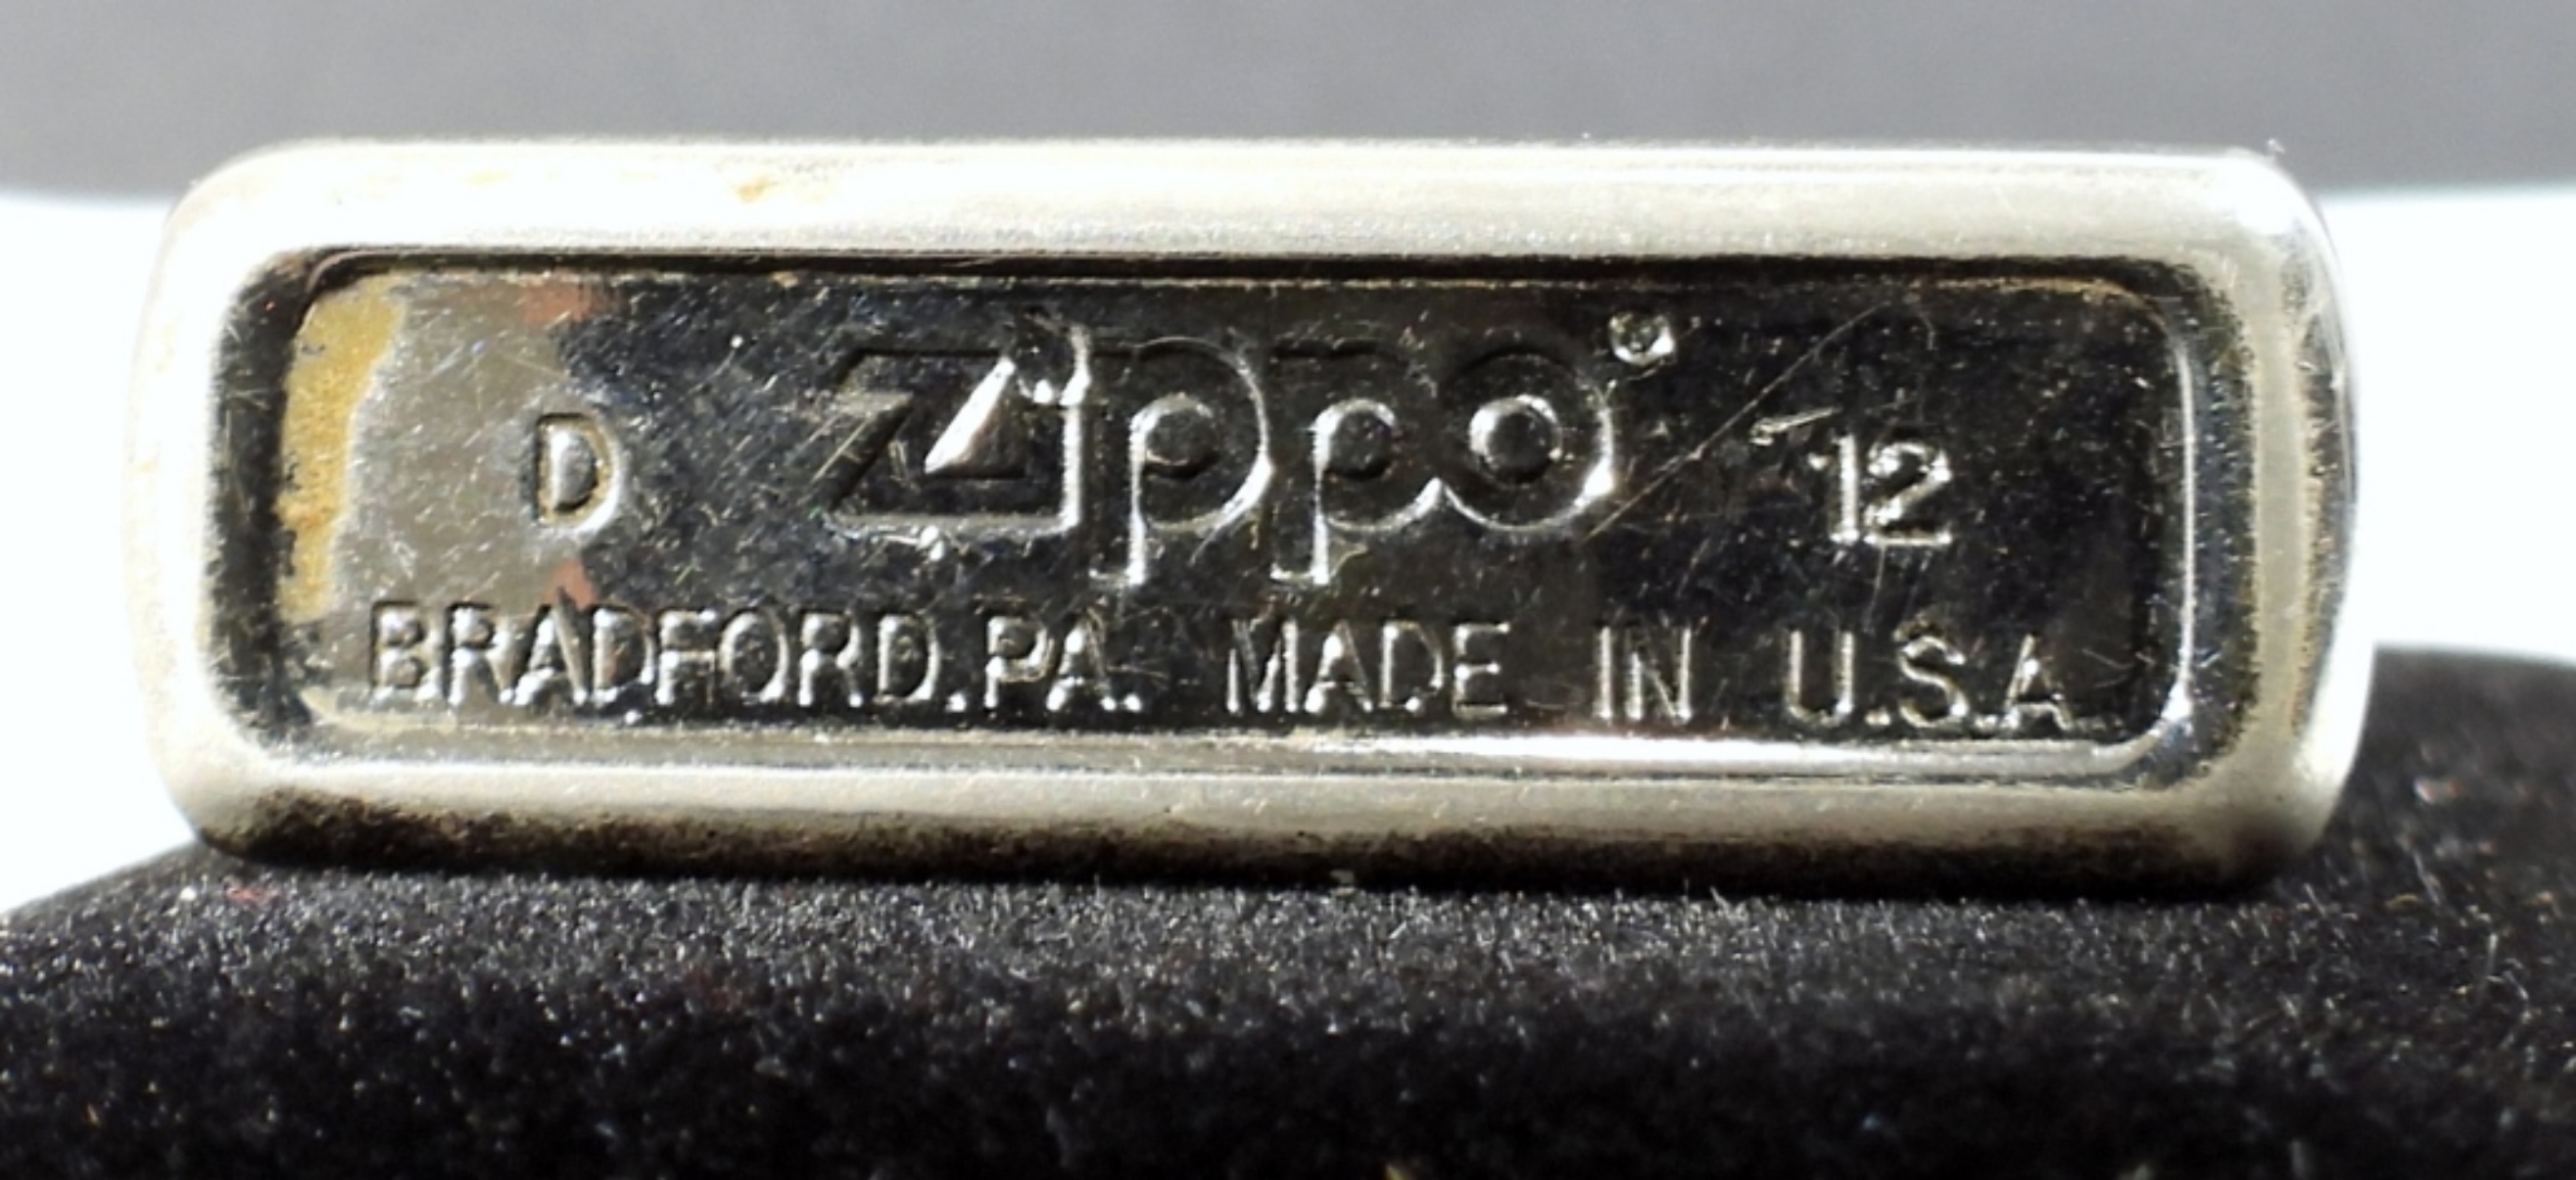 D Zippo® 12
BRADFORD, PA. MADE IN U.S.A.